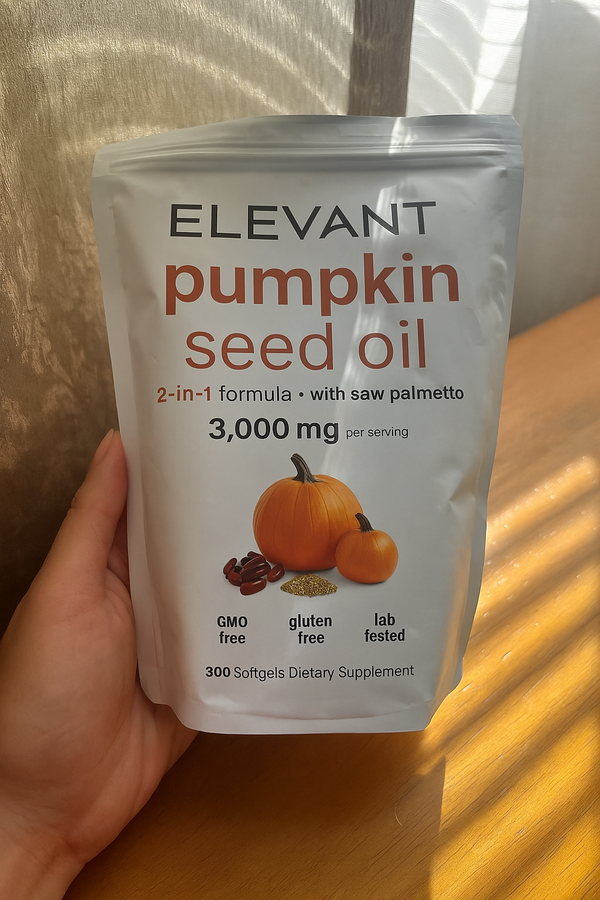 ELEVANT
pumpkin
seed oil
2-in-1 formula • with saw palmetto
3,000 mg per serving
GMO free
gluten free
lab fested
300 Softgels Dietary Supplement